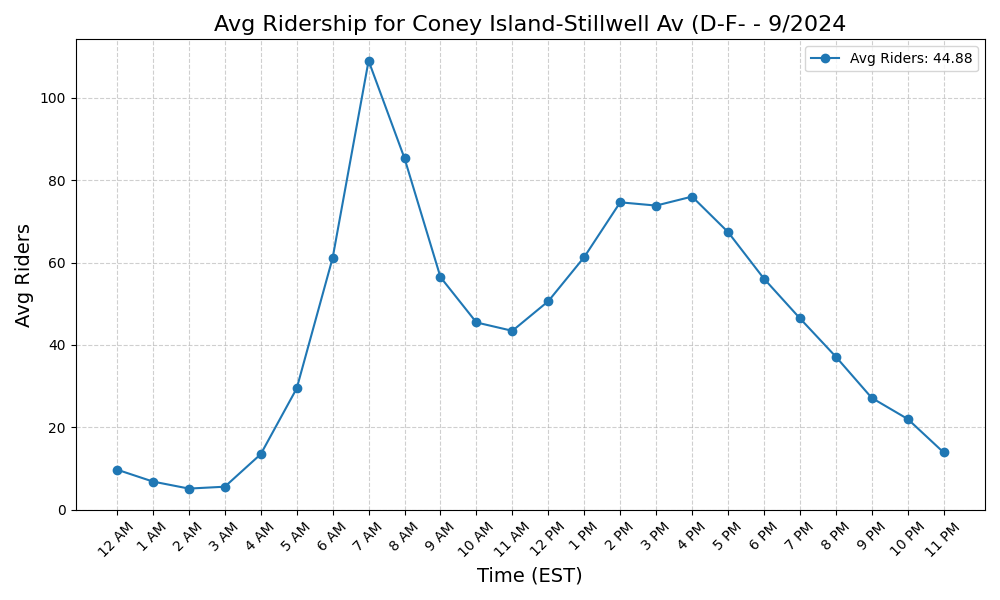 Avg Ridership for Coney Island-Stillwell Av (D-F- - 9/2024
Avg Riders: 44.88
Avg Riders
100
80
60
40
20
0
12 AM
1 AM
2 AM
3 AM
4 AM
5 AM
6 AM
7 AM
8 AM
9 AM
10 AM
11 AM
12 PM
1 PM
2 PM
3 PM
4 PM
5 PM
6 PM
7 PM
8 PM
9 PM
10 PM
11 PM
Time (EST)